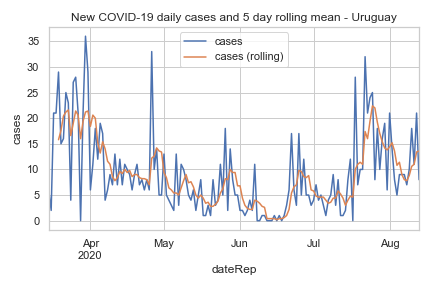 New COVID-19 daily cases and 5 day rolling mean - Uruguay
cases
cases (rolling)
cases
35
30
25
20
15
10
5
0
Apr
2020
May
Jun
Jul
Aug
dateRep